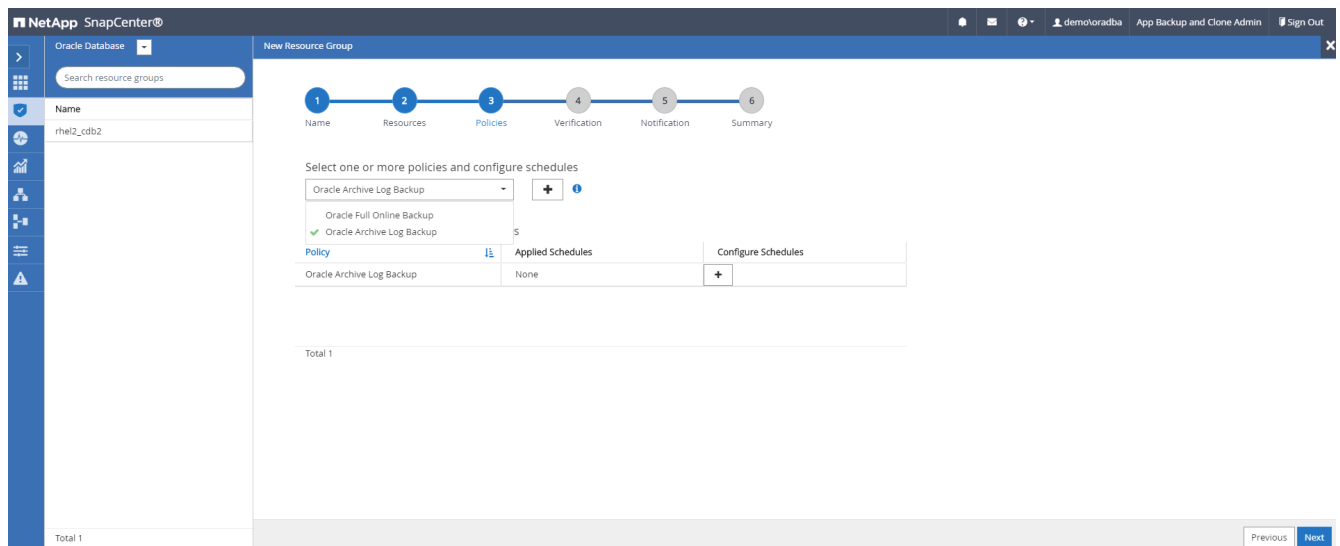 NetApp SnapCenter®
demo\oradba App Backup and Clone Admin Sign Out
Oracle Database
Search resource groups
Name
rhel2_cdb2
Total 1
New Resource Group
1 2 3 4 5 6
Name Resources Policies Verification Notification Summary
Select one or more policies and configure schedules
Oracle Archive Log Backup
Oracle Full Online Backup
Oracle Archive Log Backup
s
Policy Applied Schedules Configure Schedules
Oracle Archive Log Backup None
Total 1
Previous Next